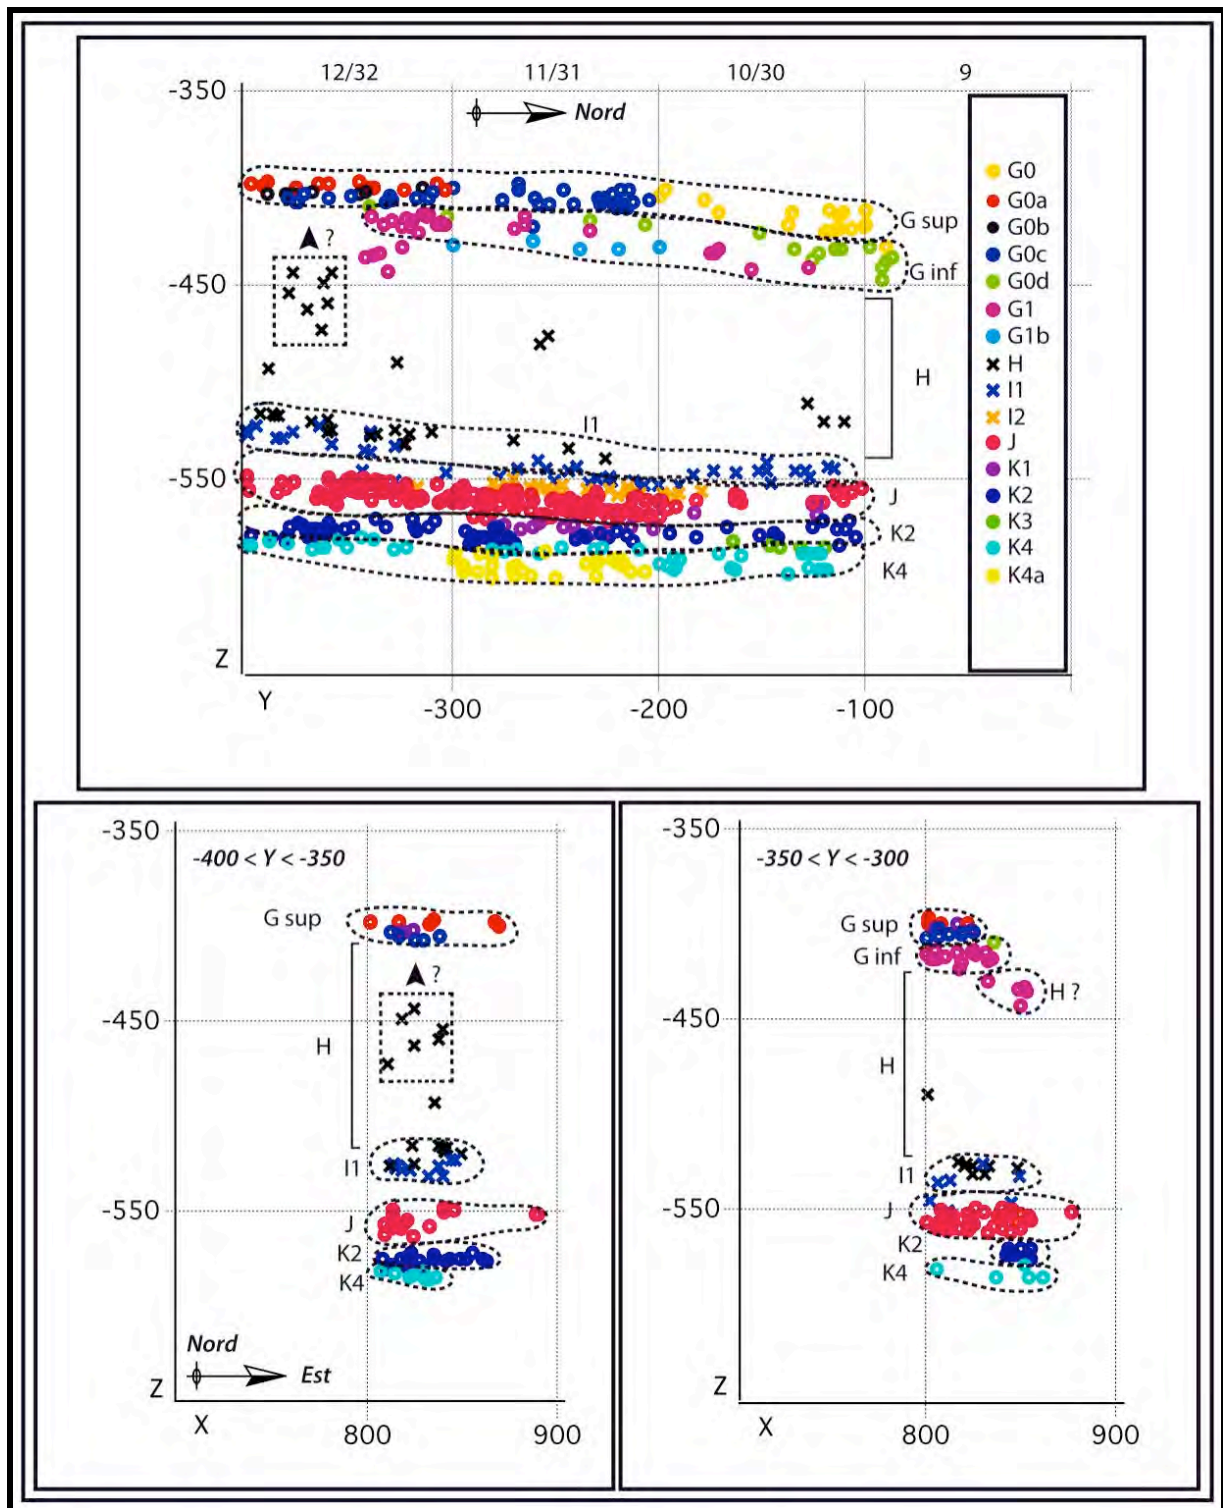 12/32 11/31 10/30 9
-350
Nord
G0
G0a
G0b
G0c
G0d
G1
G1b
H
I1
I2
J
K1
K2
K3
K4
K4a
G sup
?
-450
G inf
H
I1
-550
J
K2
K4
Z
Y
-300 -200 -100
-350
-400 < Y < -350
G sup
?
-450
H
I1
-550
J
K2
K4
Nord
Est
Z
X
800 900
-350
-350 < Y < -300
G sup
G inf
H ?
-450
H
I1
-550
J
K2
K4
Z
X
800 900